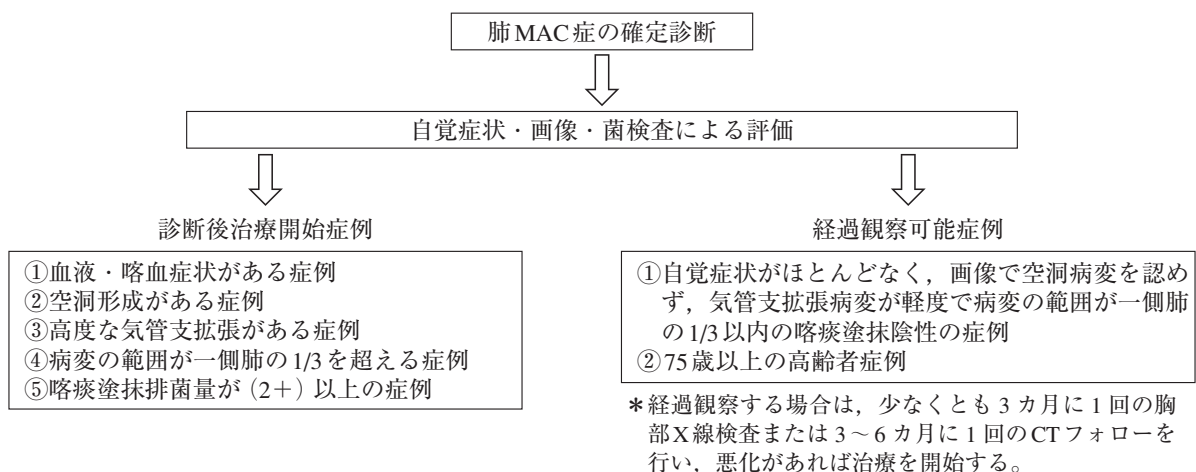 肺MAC症の確定診断
自覚症状・画像・菌検査による評価
診断後治療開始症例
①血液・喀血症状がある症例
②空洞形成がある症例
③高度な気管支拡張がある症例
④病変の範囲が一側肺の1/3を超える症例
⑤喀痰塗抹排菌量が（2＋）以上の症例
経過観察可能症例
①自覚症状がほとんどなく，画像で空洞病変を認め
ず，気管支拡張病変が軽度で病変の範囲が一側肺
の1/3以内の喀痰塗抹陰性の症例
②75歳以上の高齢者症例
＊経過観察する場合は，少なくとも3カ月に1回の胸
部X線検査または3～6カ月に1回のCTフォローを
行い，悪化があれば治療を開始する。